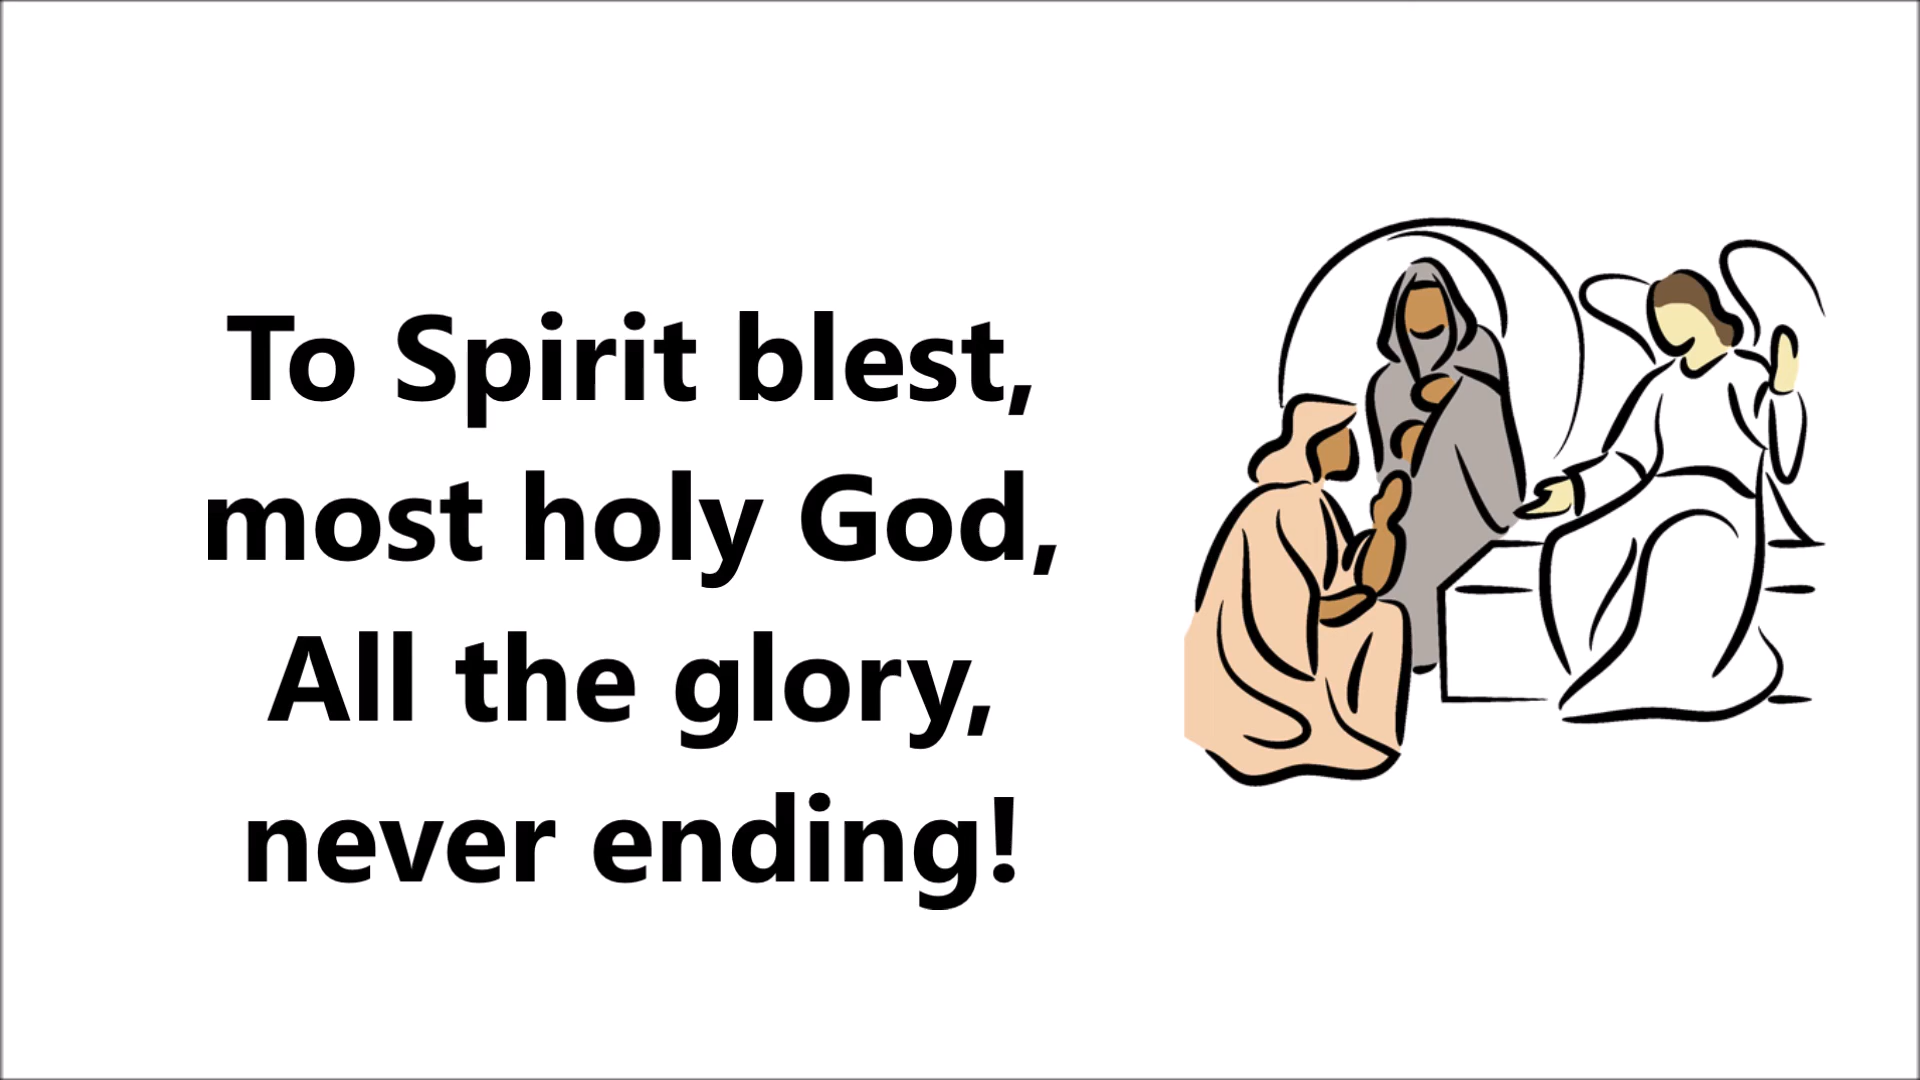 To Spirit blest,
most holy God,
All the glory,
never ending!